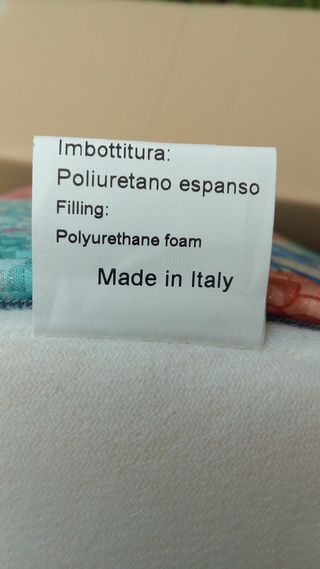 Imbottitura:
Poliuretano espanso
Filling:
Polyurethane foam
Made in Italy